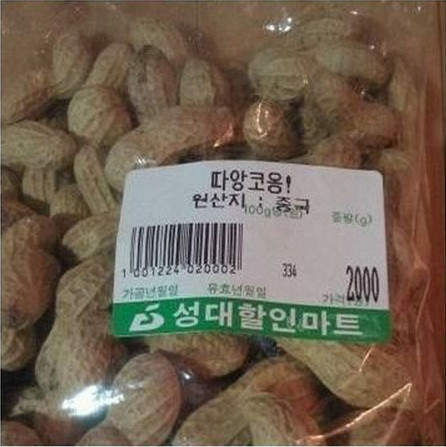 따앙코옹!
원산지 : 중국
100g당(원) 중량(g)
1 001224 020002
334
2000
가공년월일 유효년월일 가격(원)
성대할인마트